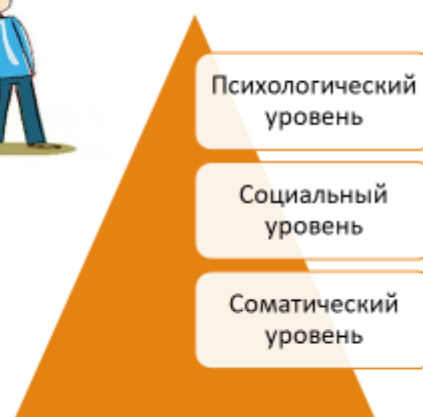 Психологический
уровень
Социальный
уровень
Соматический
уровень